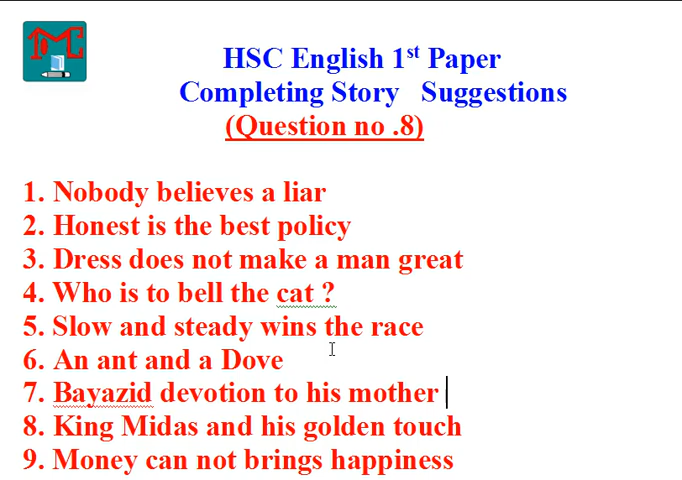 TMC
HSC English 1st Paper
Completing Story Suggestions
(Question no .8)
1. Nobody believes a liar
2. Honest is the best policy
3. Dress does not make a man great
4. Who is to bell the cat ?
5. Slow and steady wins the race
6. An ant and a Dove
7. Bayazid devotion to his mother
8. King Midas and his golden touch
9. Money can not brings happiness